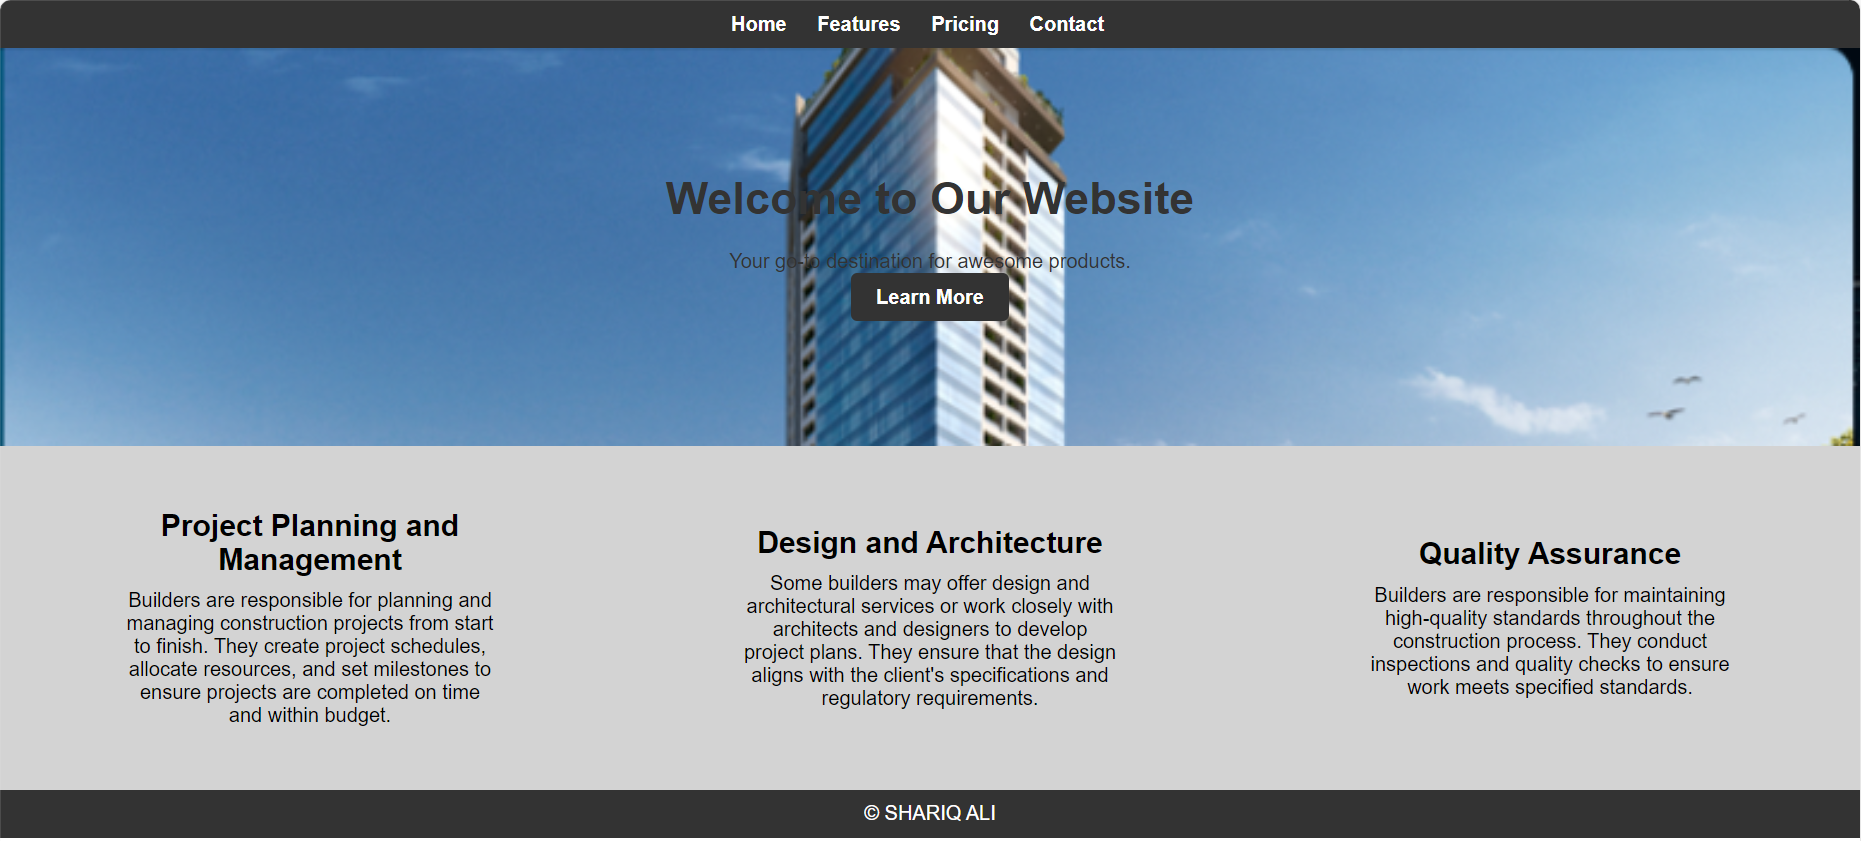 Home Features Pricing Contact
Welcome to Our Website
Your go-to destination for awesome products.
Learn More
Project Planning and
Management
Builders are responsible for planning and
managing construction projects from start
to finish. They create project schedules,
allocate resources, and set milestones to
ensure projects are completed on time
and within budget.
Design and Architecture
Some builders may offer design and
architectural services or work closely with
architects and designers to develop
project plans. They ensure that the design
aligns with the client's specifications and
regulatory requirements.
Quality Assurance
Builders are responsible for maintaining
high-quality standards throughout the
construction process. They conduct
inspections and quality checks to ensure
work meets specified standards.
© SHARIQ ALI